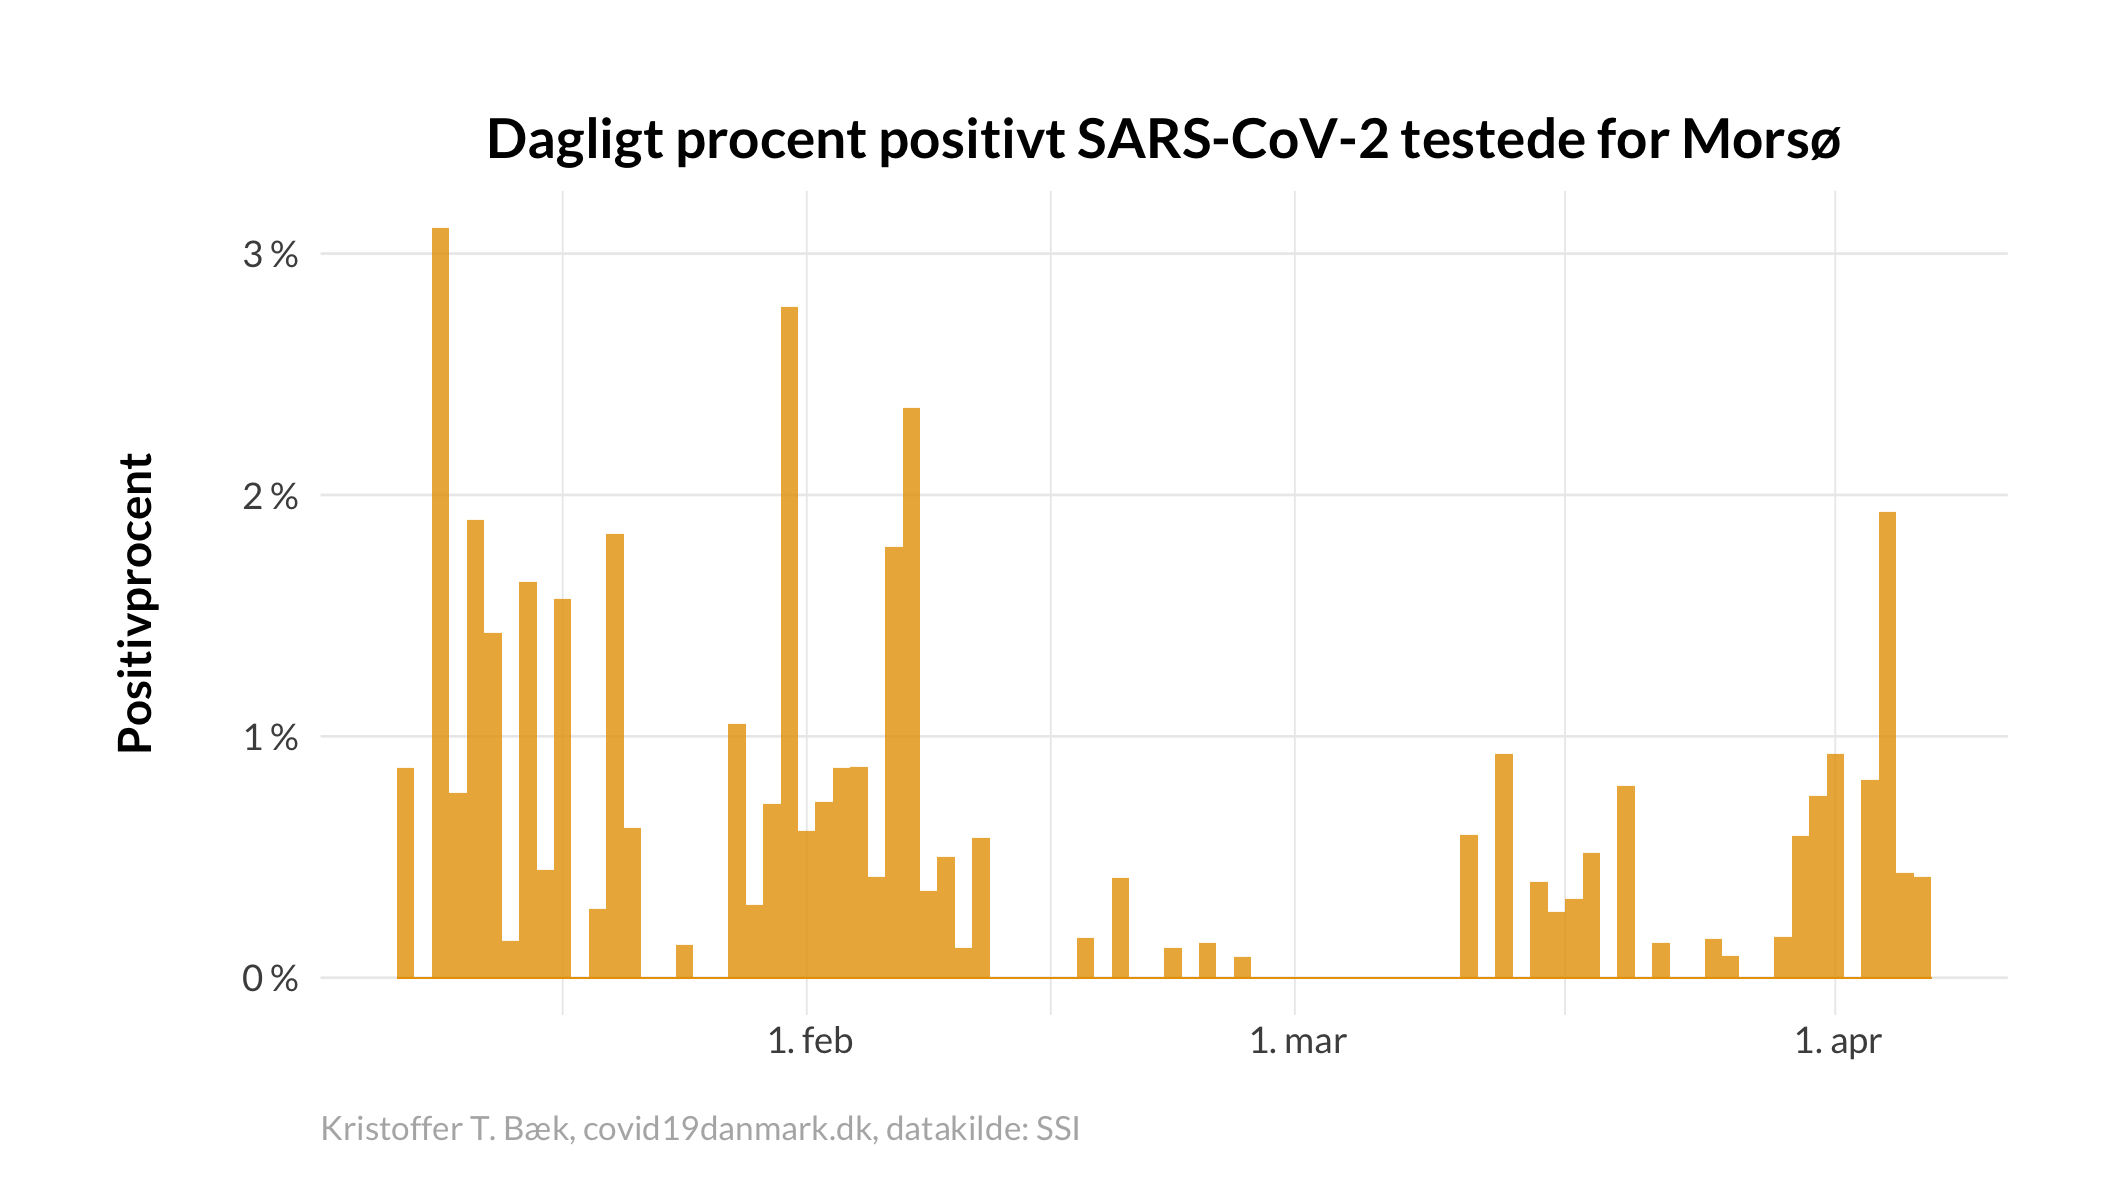 Dagligt procent positivt SARS-CoV-2 testede for Morsø
Positivprocent
3 %
2 %
1 %
0 %
1. feb
1. mar
1. apr
Kristoffer T. Bæk, covid19danmark.dk, datakilde: SSI